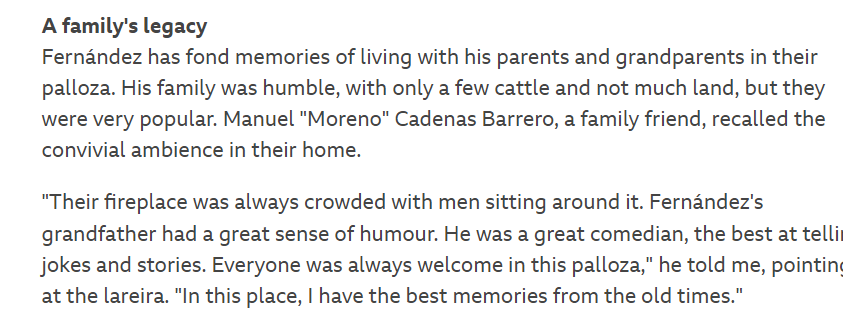 A family's legacy
Fernández has fond memories of living with his parents and grandparents in their
palloza. His family was humble, with only a few cattle and not much land, but they
were very popular. Manuel "Moreno" Cadenas Barrero, a family friend, recalled the
convivial ambience in their home.
"Their fireplace was always crowded with men sitting around it. Fernández's
grandfather had a great sense of humour. He was a great comedian, the best at tellin
jokes and stories. Everyone was always welcome in this palloza," he told me, pointing
at the lareira. "In this place, I have the best memories from the old times."